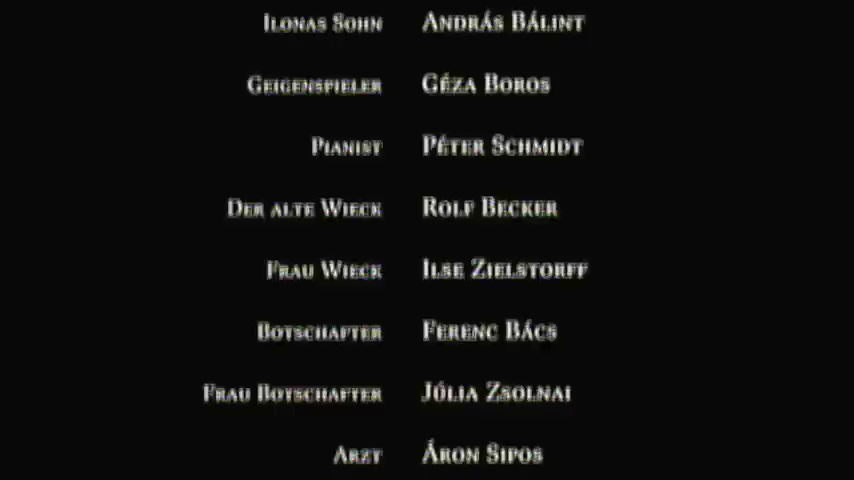 Ilonas Sohn András Bálint
Geigenspieler Géza Boros
Pianist Péter Schmidt
Der alte Wieck Rolf Becker
Frau Wieck Ilse Zielstorff
Botschafter Ferenc Bács
Frau Botschafter Júlia Zsolnai
Arzt Áron Sipos